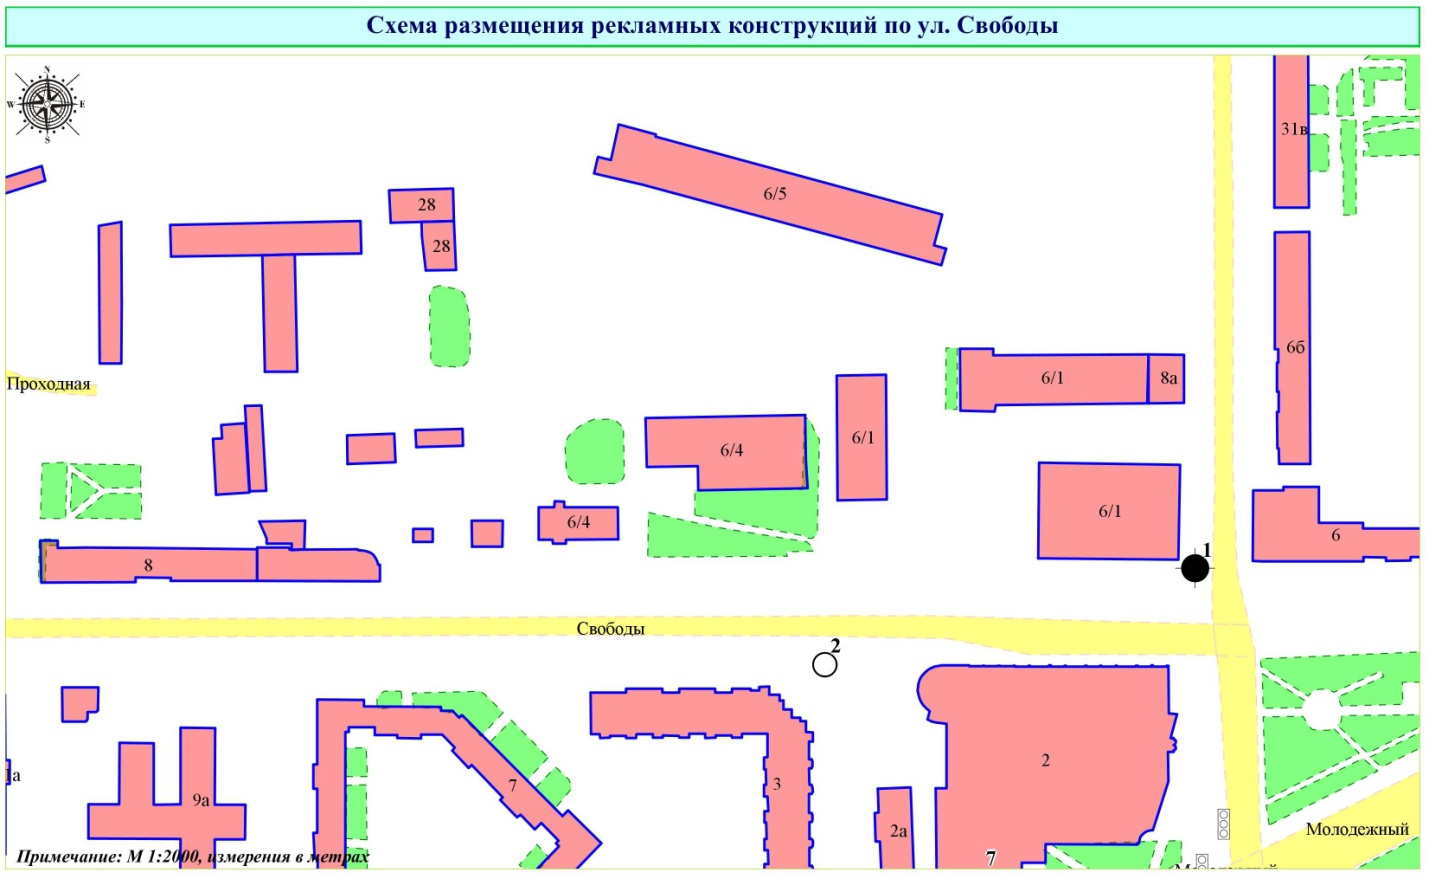 Схема размещения рекламных конструкций по ул. Свободы
N
W
E
S
31в
6/5
28
28
6б
Проходная
6/1
8а
6/4
6/1
6/1
6/4
6
8
1
Свободы
2
2
1а
7
3
9а
2а
Молодежный
Примечание: М 1:2000, измерения в метрах
7